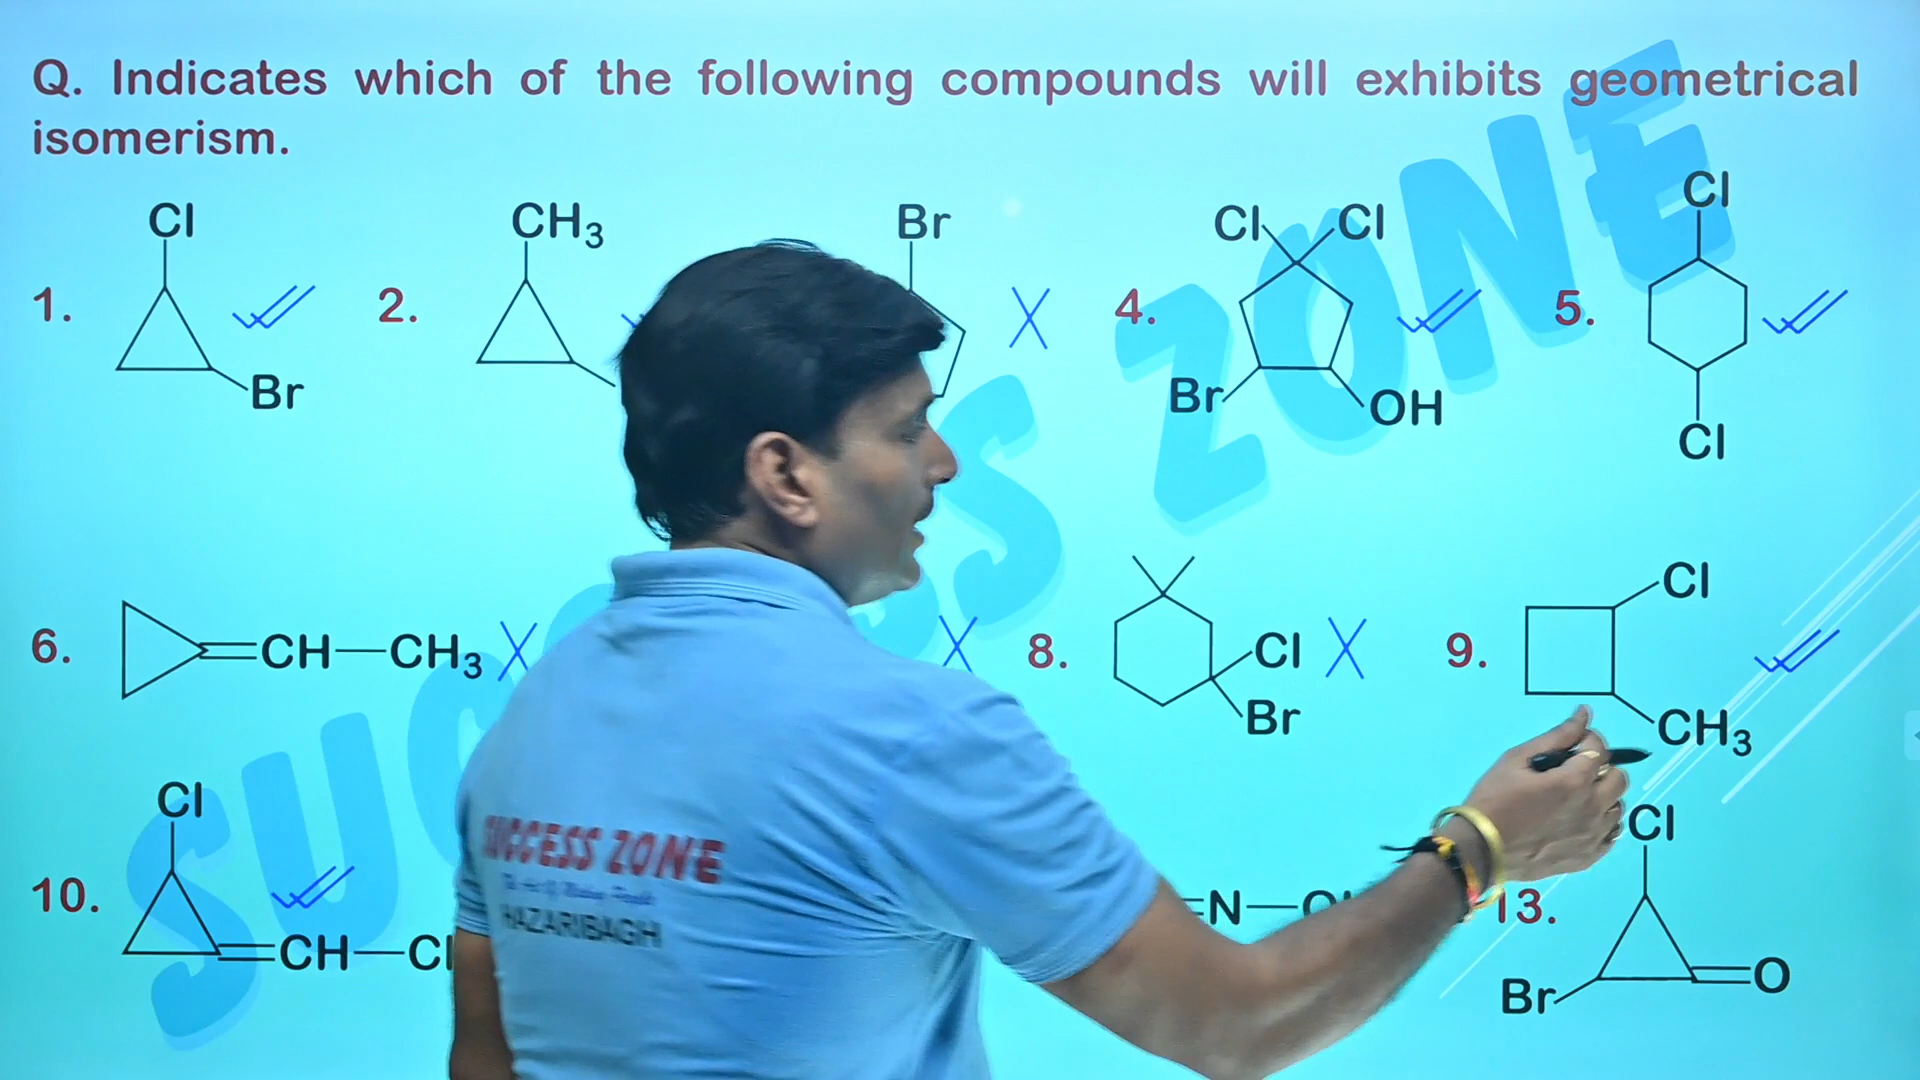 Q. Indicates which of the following compounds will exhibits geometrical
isomerism.
1.
Cl
Br
2.
CH3
Br
4.
Cl
Cl
Br
OH
5.
Cl
Cl
6.
CH—CH3
8.
Cl
Br
9.
Cl
CH3
10.
Cl
CH—Cl
=N—
13.
Cl
Br
O
SUCCESS ZONE
HAZARIBAGH
ZONE